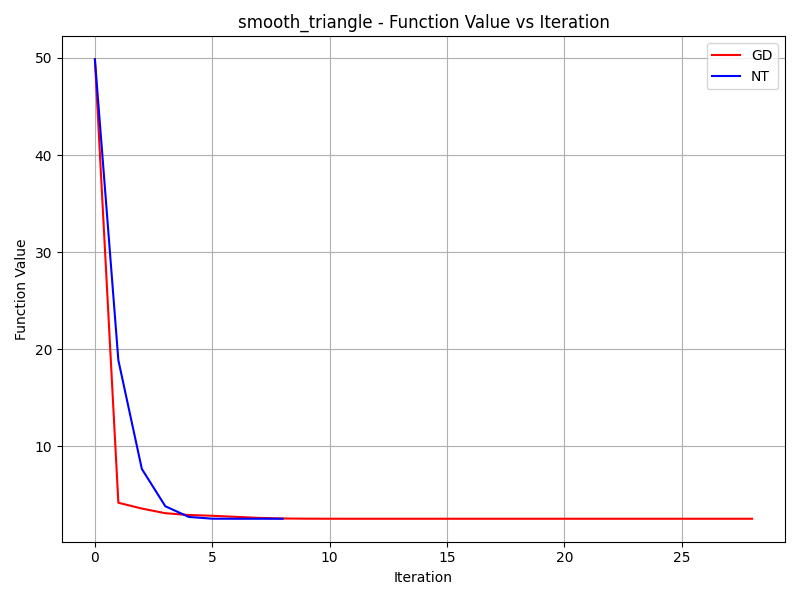 smooth_triangle - Function Value vs Iteration
GD
NT
50
40
30
20
10
Function Value
0 5 10 15 20 25
Iteration